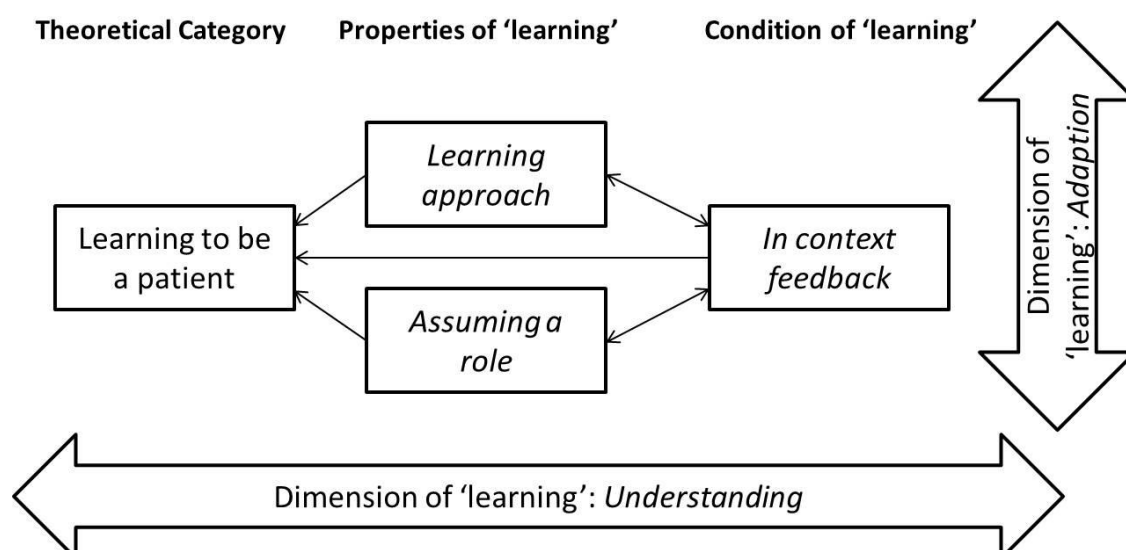 Theoretical Category
Properties of ‘learning’
Condition of ‘learning’
Learning
approach
Learning to be
a patient
In context
feedback
Assuming a
role
Dimension of
‘learning’: Adaption
Dimension of ‘learning’: Understanding